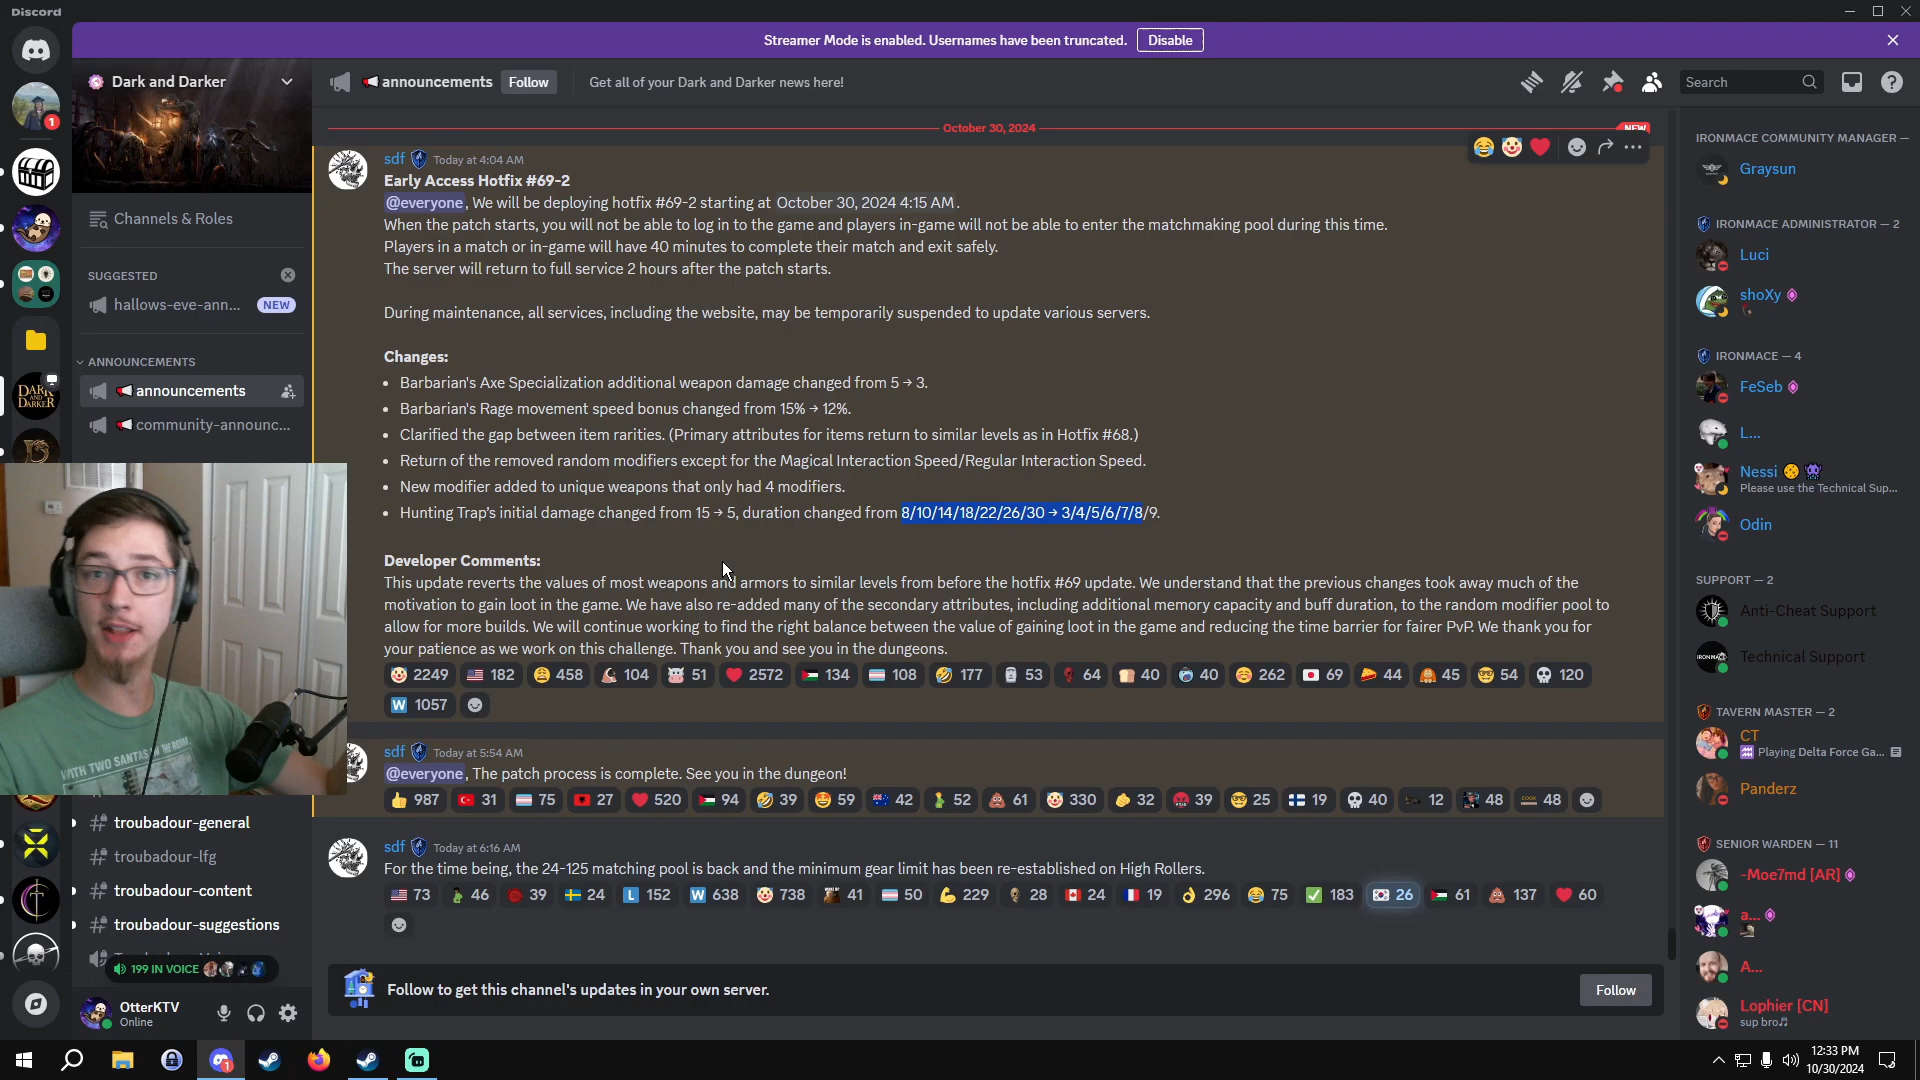 Discord
Streamer Mode is enabled. Usernames have been truncated. Disable
Dark and Darker
announcements Follow Get all of your Dark and Darker news here! Search
October 30, 2024 NEW
sdf Today at 4:04 AM
Early Access Hotfix #69-2
@everyone, We will be deploying hotfix #69-2 starting at October 30, 2024 4:15 AM.
When the patch starts, you will not be able to log in to the game and players in-game will not be able to enter the matchmaking pool during this time.
Players in a match or in-game will have 40 minutes to complete their match and exit safely.
The server will return to full service 2 hours after the patch starts.
During maintenance, all services, including the website, may be temporarily suspended to update various servers.
Changes:
• Barbarian's Axe Specialization additional weapon damage changed from 5 → 3.
• Barbarian's Rage movement speed bonus changed from 15% → 12%.
• Clarified the gap between item rarities. (Primary attributes for items return to similar levels as in Hotfix #68.)
• Return of the removed random modifiers except for the Magical Interaction Speed/Regular Interaction Speed.
• New modifier added to unique weapons that only had 4 modifiers.
• Hunting Trap's initial damage changed from 15 → 5, duration changed from 8/10/14/18/22/26/30 → 3/4/5/6/7/8/9.
Developer Comments:
This update reverts the values of most weapons and armors to similar levels from before the hotfix #69 update. We understand that the previous changes took away much of the
motivation to gain loot in the game. We have also re-added many of the secondary attributes, including additional memory capacity and buff duration, to the random modifier pool to
allow for more builds. We will continue working to find the right balance between the value of gaining loot in the game and reducing the time barrier for fairer PvP. We thank you for
your patience as we work on this challenge. Thank you and see you in the dungeons.
2249 182 458 104 51 2572 134 108 177 53 64 40 40 262 69 44 45 54 120
W 1057
sdf Today at 5:54 AM
@everyone, The patch process is complete. See you in the dungeon!
987 31 75 27 520 94 39 59 42 52 61 330 32 39 25 19 40 12 48 48
sdf Today at 6:16 AM
For the time being, the 24-125 matching pool is back and the minimum gear limit has been re-established on High Rollers.
73 46 39 24 L 152 W 638 738 41 50 229 28 24 19 296 75 183 26 61 137 60
Follow to get this channel's updates in your own server. Follow
Channels & Roles
SUGGESTED
hallows-eve-ann... NEW
ANNOUNCEMENTS
announcements
community-announc...
WITH TWO SANTAS IN THE ROOM,
troubadour-general
troubadour-lfg
troubadour-content
troubadour-suggestions
199 IN VOICE
OtterKTV
Online
1
DARK
AND
DARKER
IRONMACE COMMUNITY MANAGER —
Graysun
IRONMACE ADMINISTRATOR — 2
Luci
shoXy
IRONMACE — 4
FeSeb
L...
Nessi
Please use the Technical Sup...
Odin
SUPPORT — 2
Anti-Cheat Support
Technical Support
TAVERN MASTER — 2
CT
Playing Delta Force Ga...
Panderz
SENIOR WARDEN — 11
-Moe7md [AR]
a...
A...
Lophier [CN]
sup bro♬
1
12:33 PM
10/30/2024